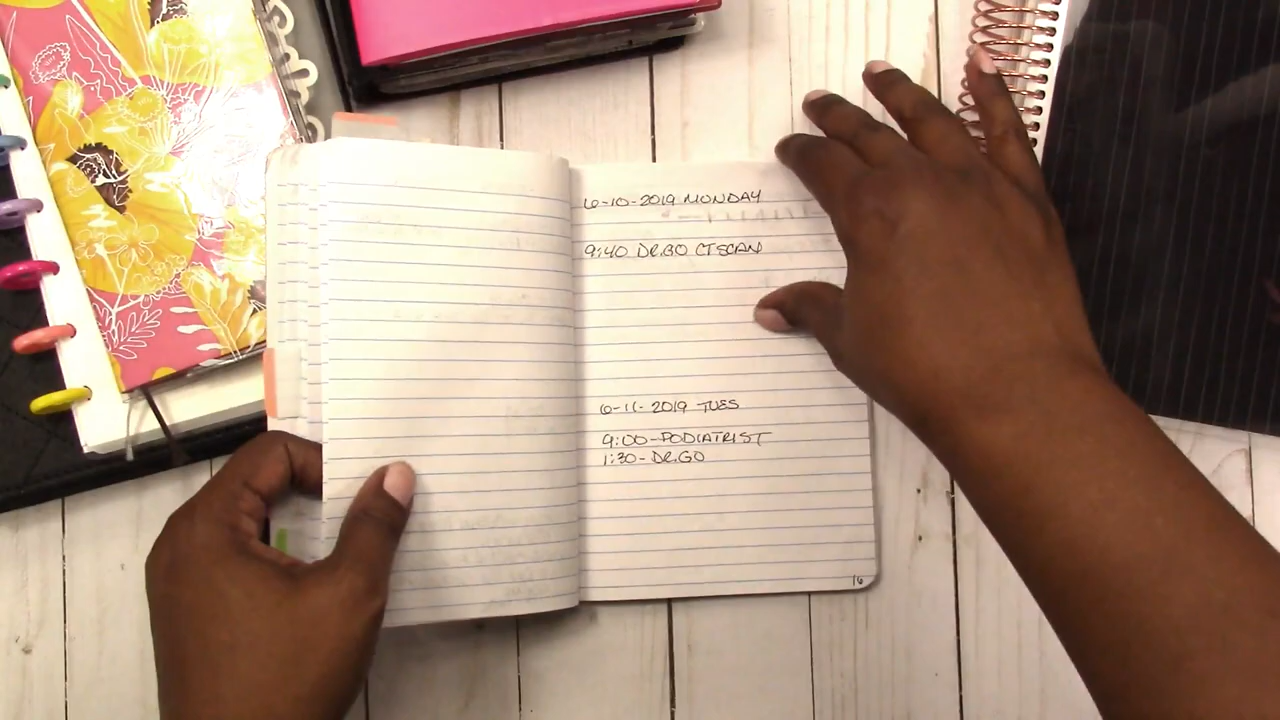 6-10-2019 MONDAY
9:40 DR.GO CT SCAN
6-11-2019 TUES
9:00-PODIATRIST
1:30-DR.GO
16